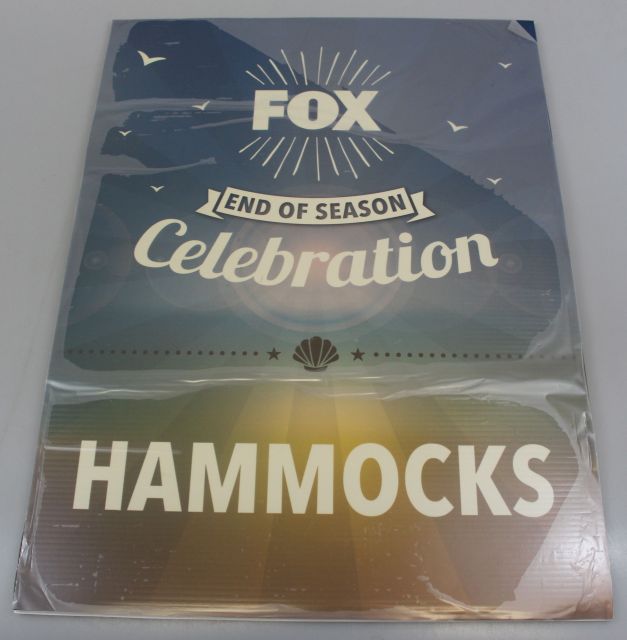 FOX
END OF SEASON
Celebration
HAMMOCKS